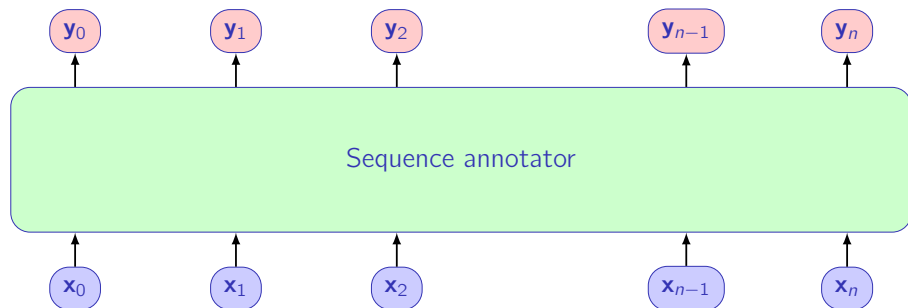 y₀ y₁ y₂ yₙ₋₁ yₙ
Sequence annotator
x₀ x₁ x₂ xₙ₋₁ xₙ